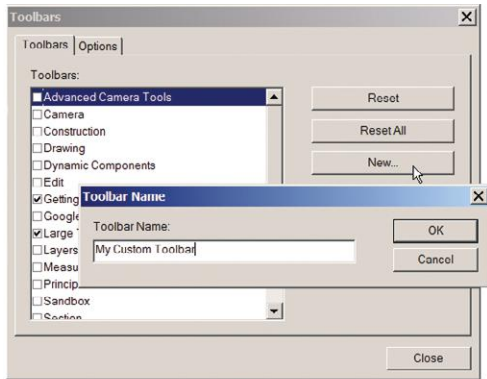 Toolbars
Toolbars Options
Toolbars:
Advanced Camera Tools
Camera
Construction
Drawing
Dynamic Components
Edit
Getting
Google
Large
Layers
Measu
Princip
Sandbox
Section
Reset
Reset All
New...
Toolbar Name
Toolbar Name:
My Custom Toolbar
OK
Cancel
Close